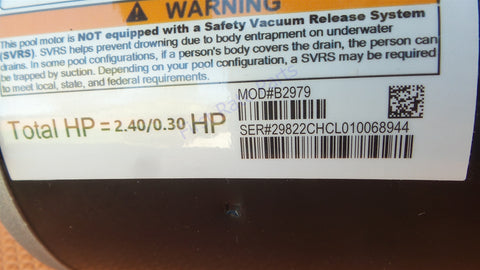 WARNING
This pool motor is NOT equipped with a Safety Vacuum Release System
(SVRS). SVRS helps prevent drowning due to body entrapment on underwater
drains. In some pool configurations, if a person's body covers the drain, the person can
be trapped by suction. Depending on your pool configuration, a SVRS may be required
to meet local, state, and federal requirements.
MOD#B2979
Total HP = 2.40/0.30 HP
SER#29822CHCL010068944